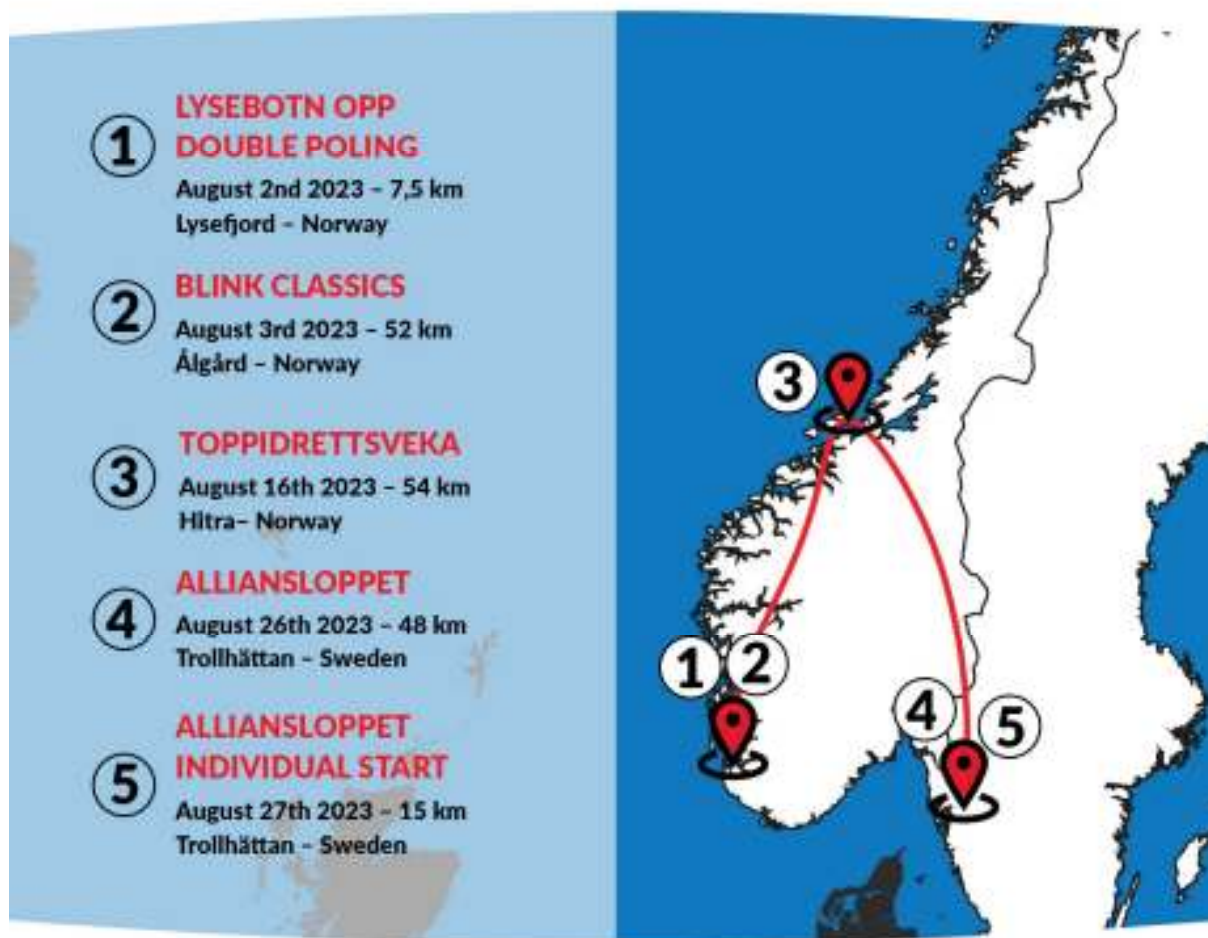 1
LYSEBOTN OPP
DOUBLE POLING
August 2nd 2023 – 7,5 km
Lysefjord – Norway
2
BLINK CLASSICS
August 3rd 2023 – 52 km
Ålgård – Norway
3
TOPPIDRETTSVEKA
August 16th 2023 – 54 km
Hitra– Norway
4
ALLIANSLOPPET
August 26th 2023 – 48 km
Trollhättan – Sweden
5
ALLIANSLOPPET
INDIVIDUAL START
August 27th 2023 – 15 km
Trollhättan – Sweden
3
1 2
4 5